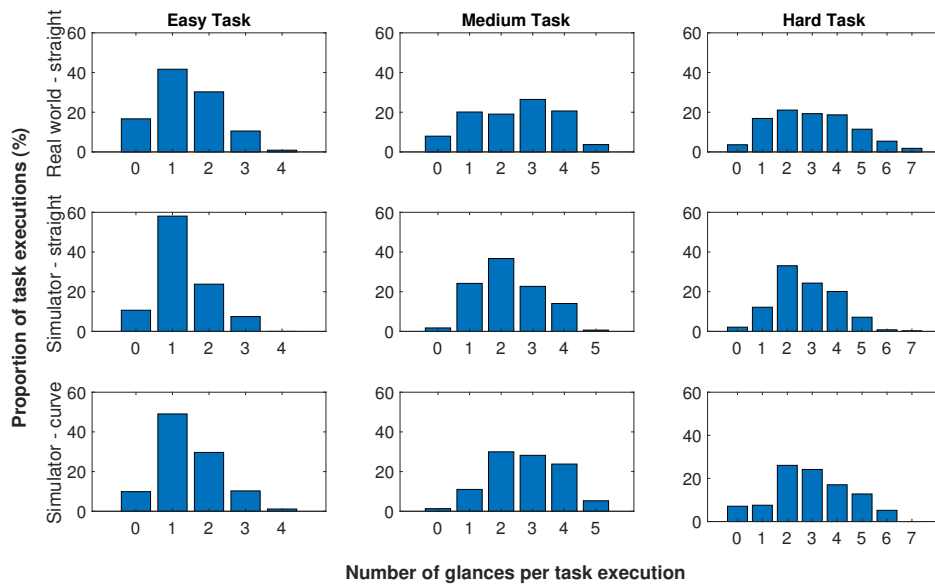 Easy Task
Medium Task
Hard Task
Proportion of task executions (%)
Real world - straight
60
40
20
0
0 1 2 3 4
60
40
20
0
0 1 2 3 4 5
60
40
20
0
0 1 2 3 4 5 6 7
Simulator - straight
60
40
20
0
0 1 2 3 4
60
40
20
0
0 1 2 3 4 5
60
40
20
0
0 1 2 3 4 5 6 7
Simulator - curve
60
40
20
0
0 1 2 3 4
60
40
20
0
0 1 2 3 4 5
60
40
20
0
0 1 2 3 4 5 6 7
Number of glances per task execution